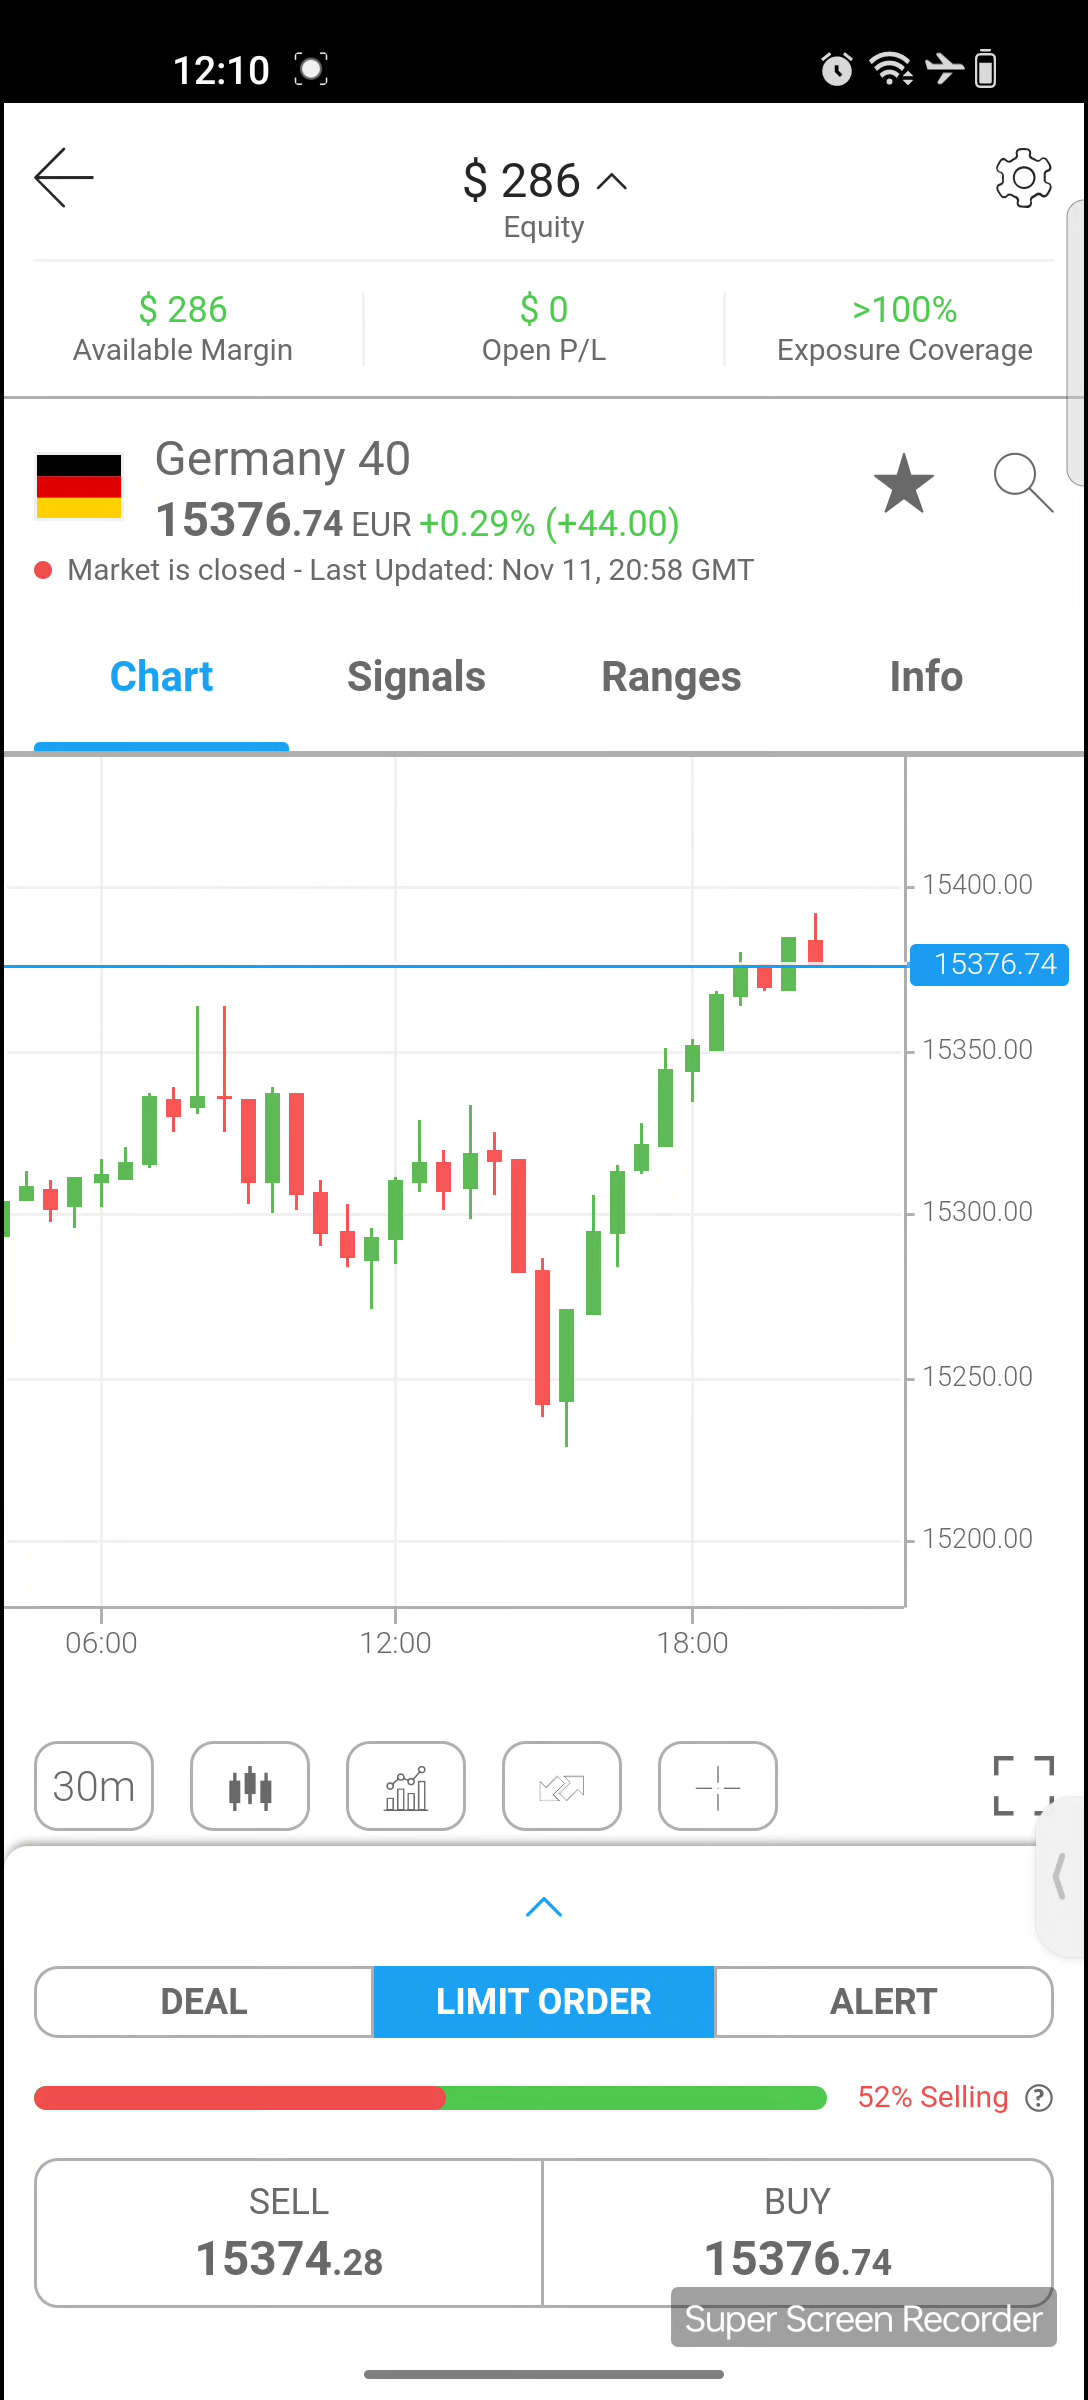 12:10
$ 286
Equity
$ 286
$ 0
>100%
Available Margin
Open P/L
Exposure Coverage
Germany 40
15376.74 EUR +0.29% (+44.00)
Market is closed - Last Updated: Nov 11, 20:58 GMT
Chart
Signals
Ranges
Info
15400.00
15376.74
15350.00
15300.00
15250.00
15200.00
06:00
12:00
18:00
30m
DEAL
LIMIT ORDER
ALERT
52% Selling ?
SELL
BUY
15374.28
15376.74
Super Screen Recorder